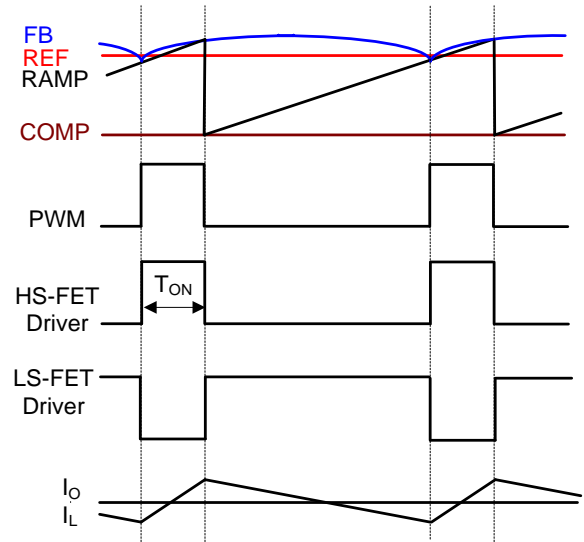 FB
REF
RAMP
COMP
PWM
HS-FET
Driver
TON
LS-FET
Driver
IO
IL